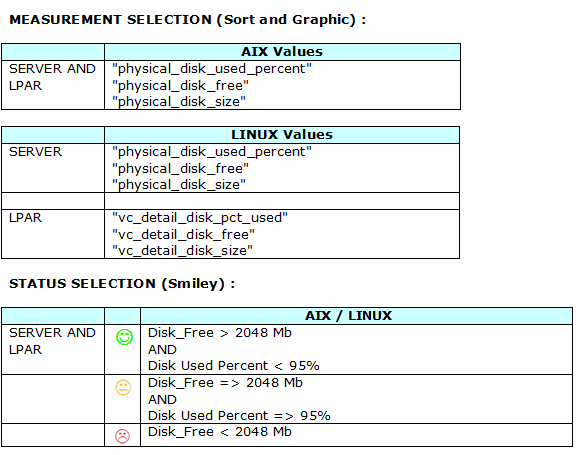 MEASUREMENT SELECTION (Sort and Graphic) :
AIX Values
SERVER AND LPAR
"physical_disk_used_percent"
"physical_disk_free"
"physical_disk_size"
LINUX Values
SERVER
"physical_disk_used_percent"
"physical_disk_free"
"physical_disk_size"
LPAR
"vc_detail_disk_pct_used"
"vc_detail_disk_free"
"vc_detail_disk_size"
STATUS SELECTION (Smiley) :
AIX / LINUX
SERVER AND LPAR
Disk_Free > 2048 Mb
AND
Disk Used Percent < 95%
Disk_Free => 2048 Mb
AND
Disk Used Percent => 95%
Disk_Free < 2048 Mb